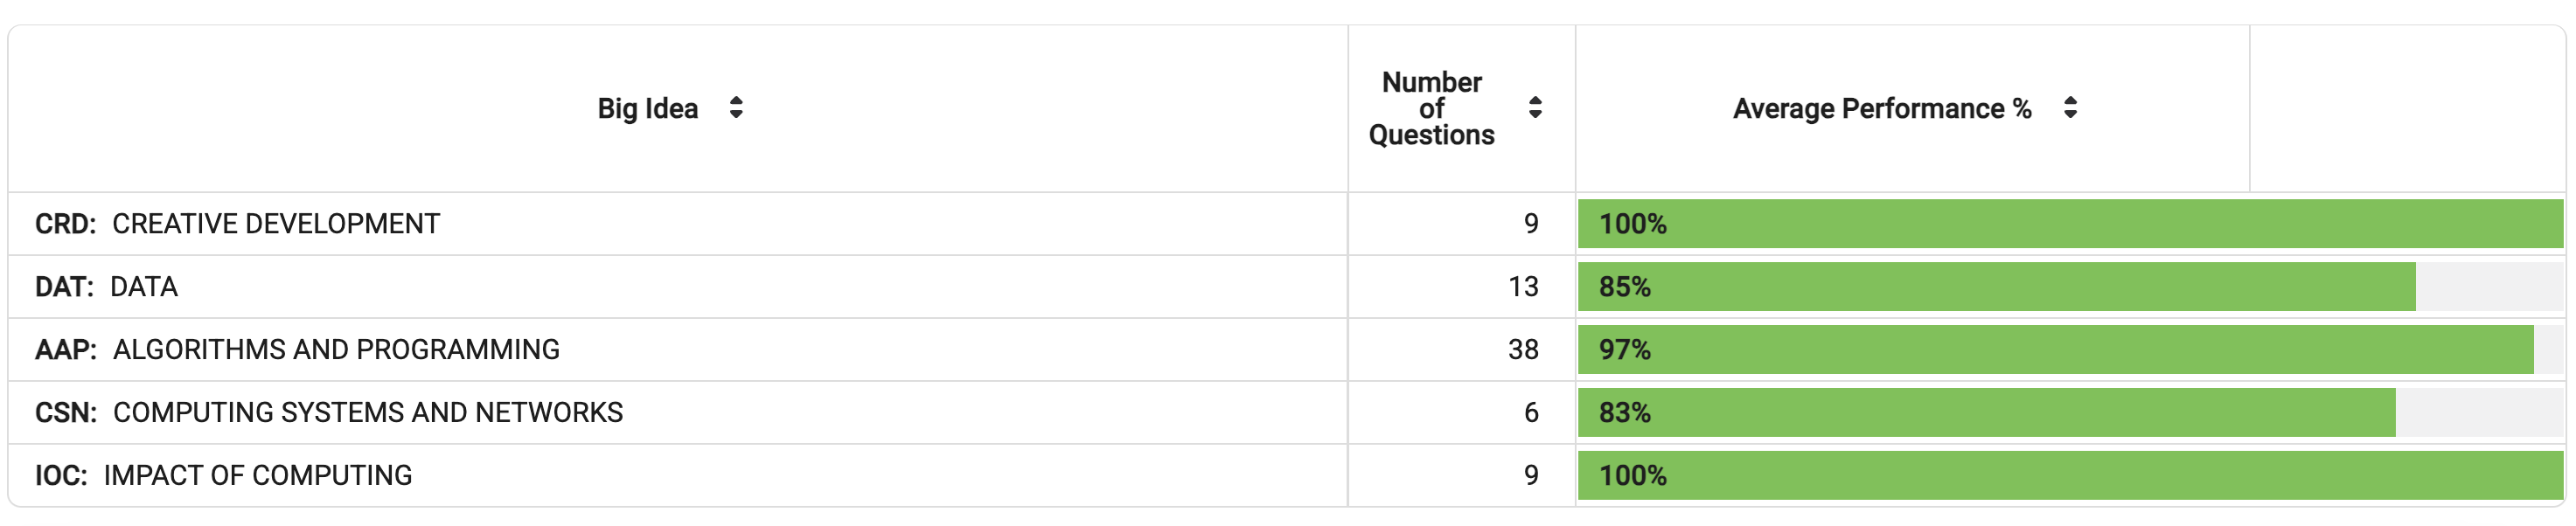 Big Idea
Number
of
Questions
Average Performance %
CRD: CREATIVE DEVELOPMENT 9 100%
DAT: DATA 13 85%
AAP: ALGORITHMS AND PROGRAMMING 38 97%
CSN: COMPUTING SYSTEMS AND NETWORKS 6 83%
IOC: IMPACT OF COMPUTING 9 100%